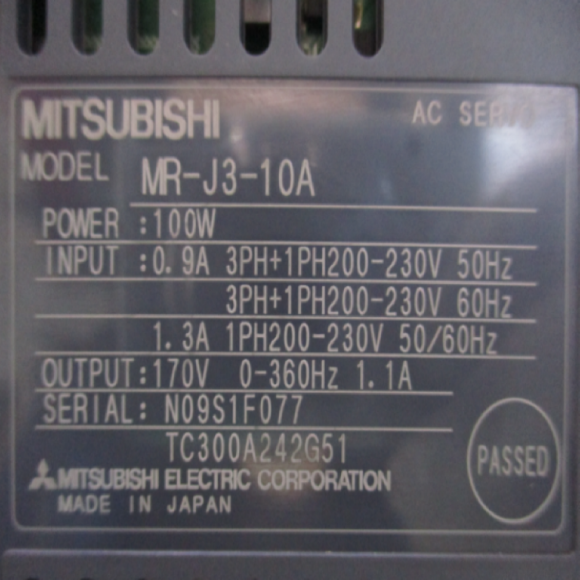 MITSUBISHI AC SERVO
MODEL MR-J3-10A
POWER :100W
INPUT :0.9A 3PH+1PH200-230V 50Hz
3PH+1PH200-230V 60Hz
1.3A 1PH200-230V 50/60Hz
OUTPUT:170V 0-360Hz 1.1A
SERIAL: N09S1F077
TC300A242G51
PASSED
MITSUBISHI ELECTRIC CORPORATION
MADE IN JAPAN